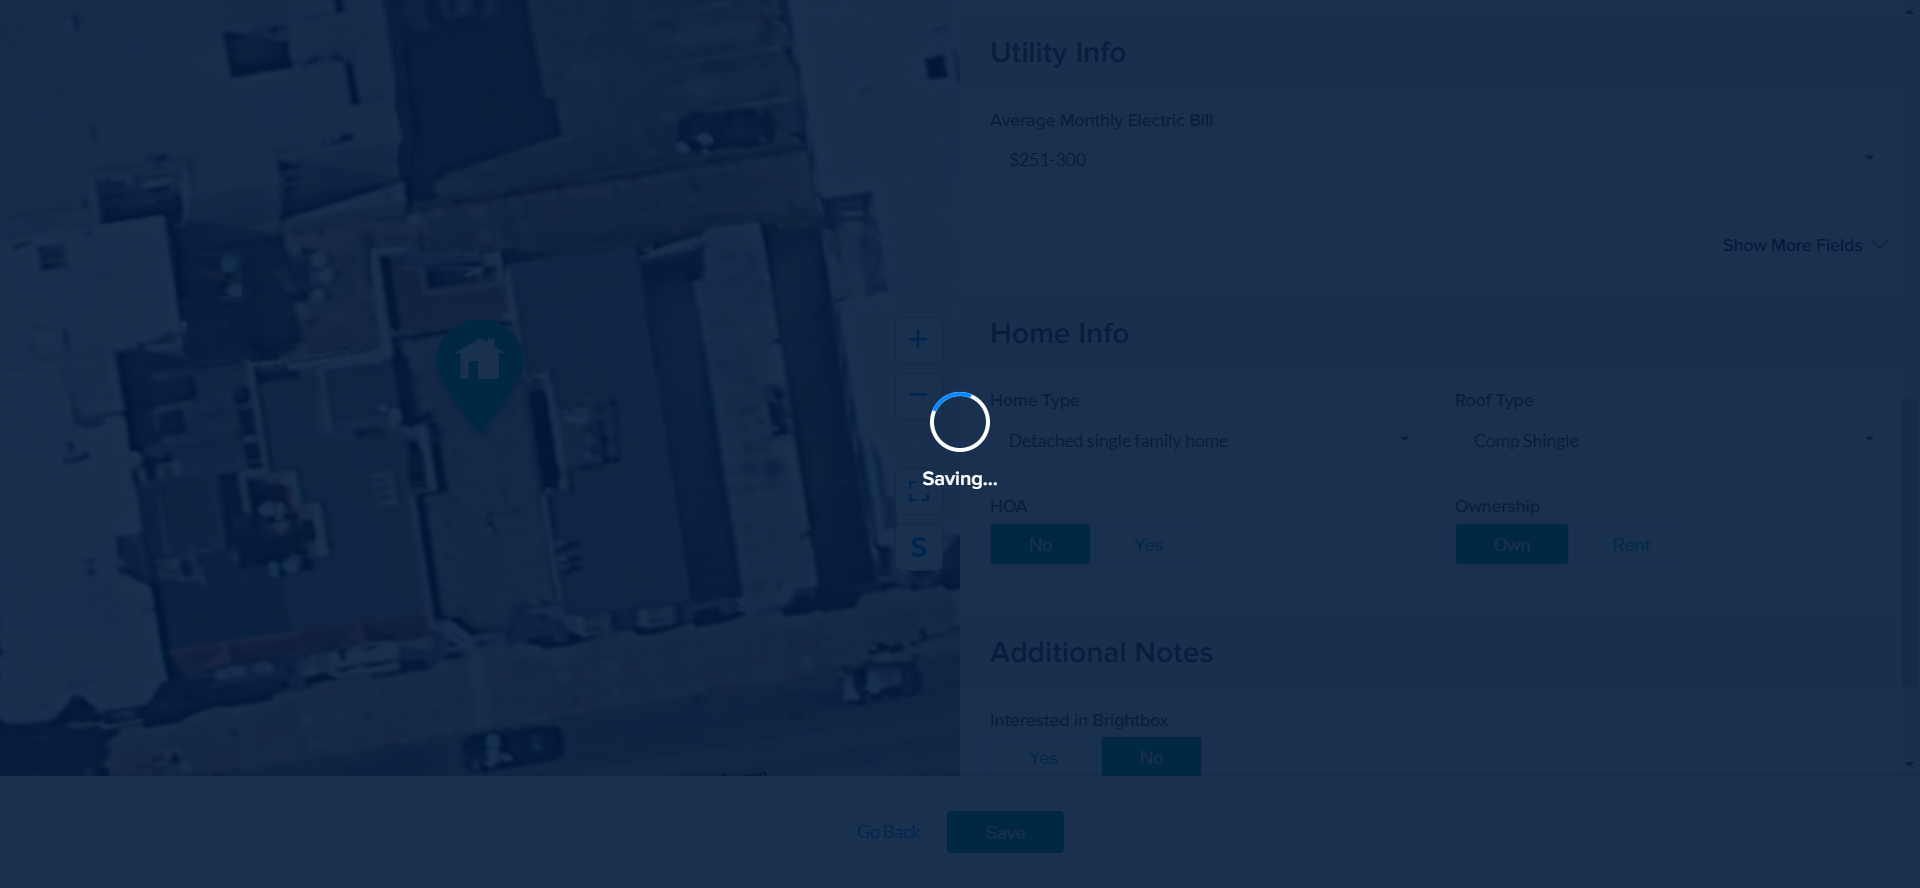 Utility Info
Average Monthly Electric Bill
$251-300
Show More Fields
Home Info
Home Type
Roof Type
Detached single family home
Comp Shingle
Saving...
HOA
Ownership
No
Yes
Own
Rent
S
Additional Notes
Interested in Brightbox
Yes
No
Go Back
Save